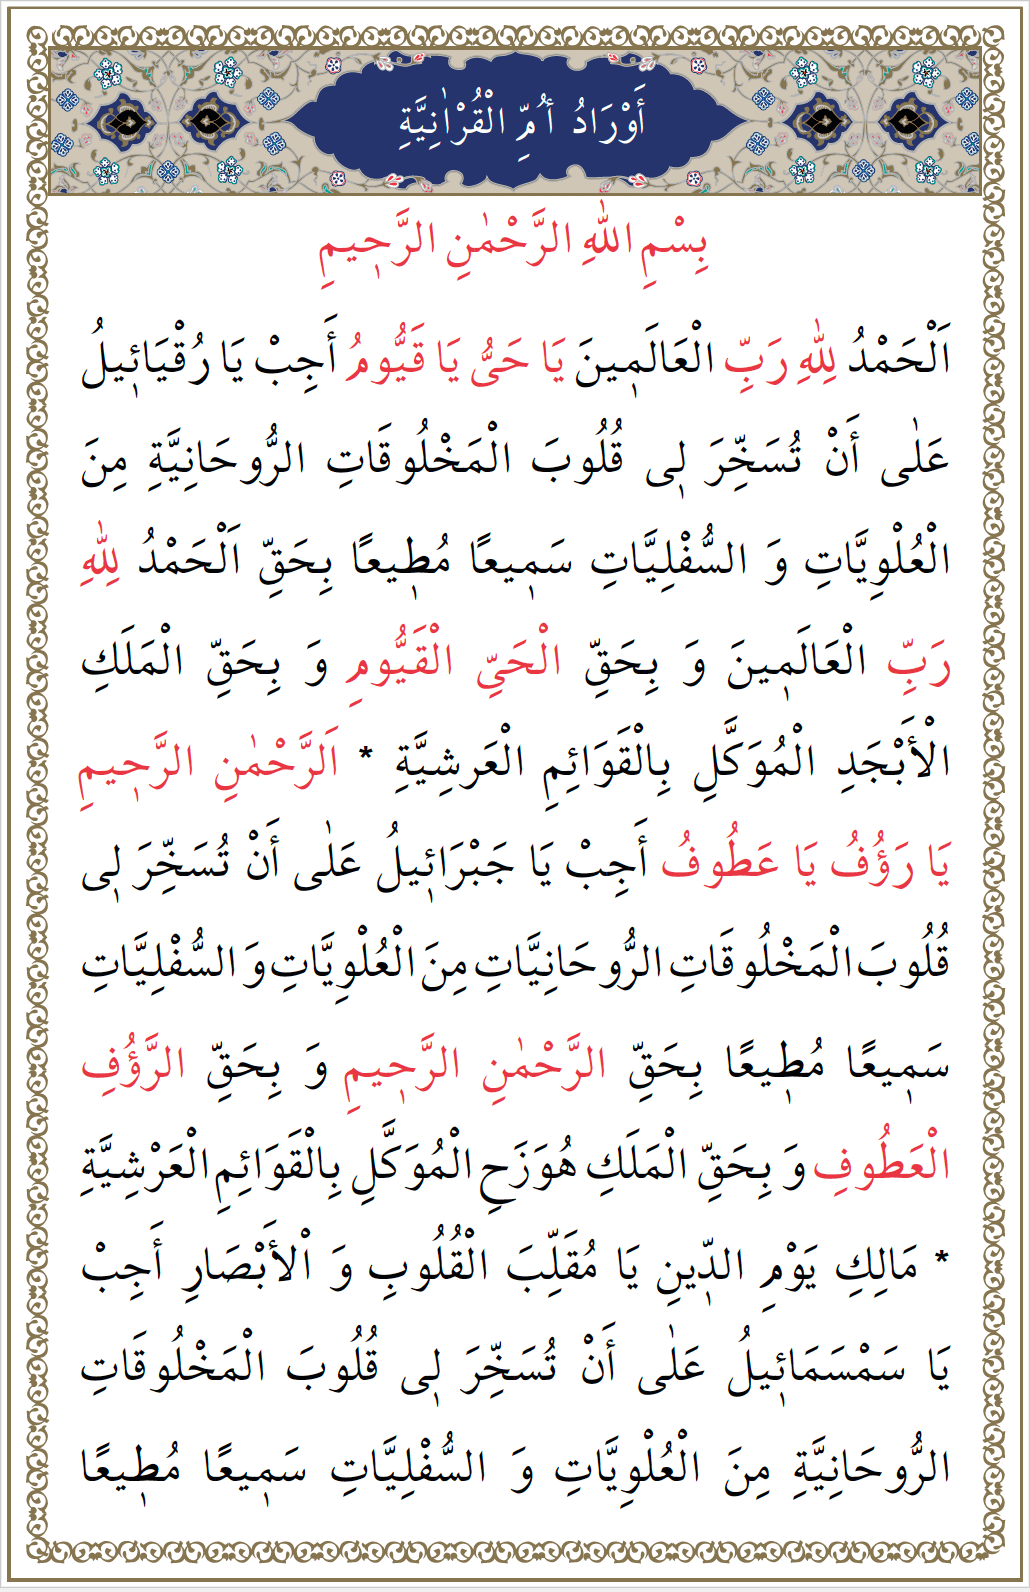 أَوْرَادُ أمُ مِّ الْقُرْاٰنِيَّةِ
بِسْمِ اللّٰهِ الرَّحْمٰنِ الرَّحٖيمِ
اَلْحَمْدُ لِلّٰهِ رَبِّ الْعَالَمٖينَ يَا حَىُّ يَا قَيُّومُ أَجِبْ يَا رُقْيَائٖيلُ
عَلٰى أَنْ تُسَخِّرَ لٖى قُلُوبَ الْمَخْلُوقَاتِ الرُّوحَانِيَّةِ مِنَ
الْعُلْوِيَّاتِ وَ السُّفْلِيَّاتِ سَمٖيعًا مُطٖيعًا بِحَقِّ اَلْحَمْدُ لِلّٰهِ
رَبِّ الْعَالَمٖينَ وَ بِحَقِّ الْحَىِّ الْقَيُّومِ وَ بِحَقِّ الْمَلَكِ
الْأَبْجَدِ الْمُوَكَّلِ بِالْقَوَائِمِ الْعَرشِيَّةِ * اَلرَّحْمٰنِ الرَّحٖيمِ
يَا رَؤُفُ يَا عَطُوفُ أَجِبْ يَا جَبْرَائٖيلُ عَلٰى أَنْ تُسَخِّرَ لٖى
قُلُوبَ الْمَخْلُوقَاتِ الرُّوحَانِيَّاتِ مِنَ الْعُلْوِيَّاتِ وَ السُّفْلِيَّاتِ
سَمٖيعًا مُطٖيعًا بِحَقِّ الرَّحْمٰنِ الرَّحٖيمِ وَ بِحَقِّ الرَّؤُفِ
الْعَطُوفِ وَ بِحَقِّ الْمَلَكِ هُوَزَحِ الْمُوَكَّلِ بِالْقَوَائِمِ الْعَرْشِيَّةِ
* مَالِكِ يَوْمِ الدّٖينِ يَا مُقَلِّبَ الْقُلُوبِ وَ اْلأَبْصَارِ أَجِبْ
يَا سَمْسَمَائٖيلُ عَلٰى أَنْ تُسَخِّرَ لٖى قُلُوبَ الْمَخْلُوقَاتِ
الرُّوحَانِيَّةِ مِنَ الْعُلْوِيَّاتِ وَ السُّفْلِيَّاتِ سَمٖيعًا مُطٖيعًا